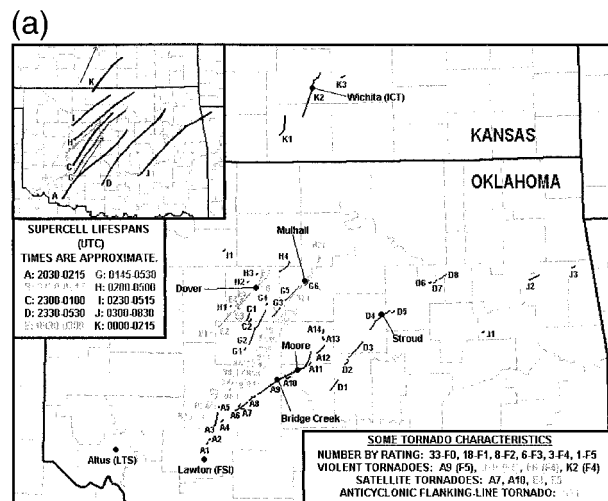 (a)
K
I
H
C
G
A
D
J
K3
K2
Wichita (ICT)
K1
KANSAS
OKLAHOMA
SUPERCELL LIFESPANS
(UTC)
TIMES ARE APPROXIMATE.
A: 2030-0215 G: 0145-0530
H: 0200-0500
C: 2300-0100 I: 0230-0515
D: 2330-0530 J: 0300-0830
K: 0000-0215
Mulhall
J1
H4
H3
H2
Dover
H1
G6
G5
G4
G3
G1
G2
G1
D6
D8
D7
J2
J3
D4
D5
Stroud
J1
Moore
A14
A13
A12
A11
D3
D2
D1
A9
A10
Bridge Creek
A8
A7
A6
A5
A4
A3
A2
A1
Altus (LTS)
Lawton (FSI)
SOME TORNADO CHARACTERISTICS
NUMBER BY RATING: 33-F0, 18-F1, 8-F2, 6-F3, 3-F4, 1-F5
VIOLENT TORNADOES: A9 (F5), K2 (F4)
SATELLITE TORNADOES: A7, A10,
ANTICYCLONIC FLANKING-LINE TORNADO: